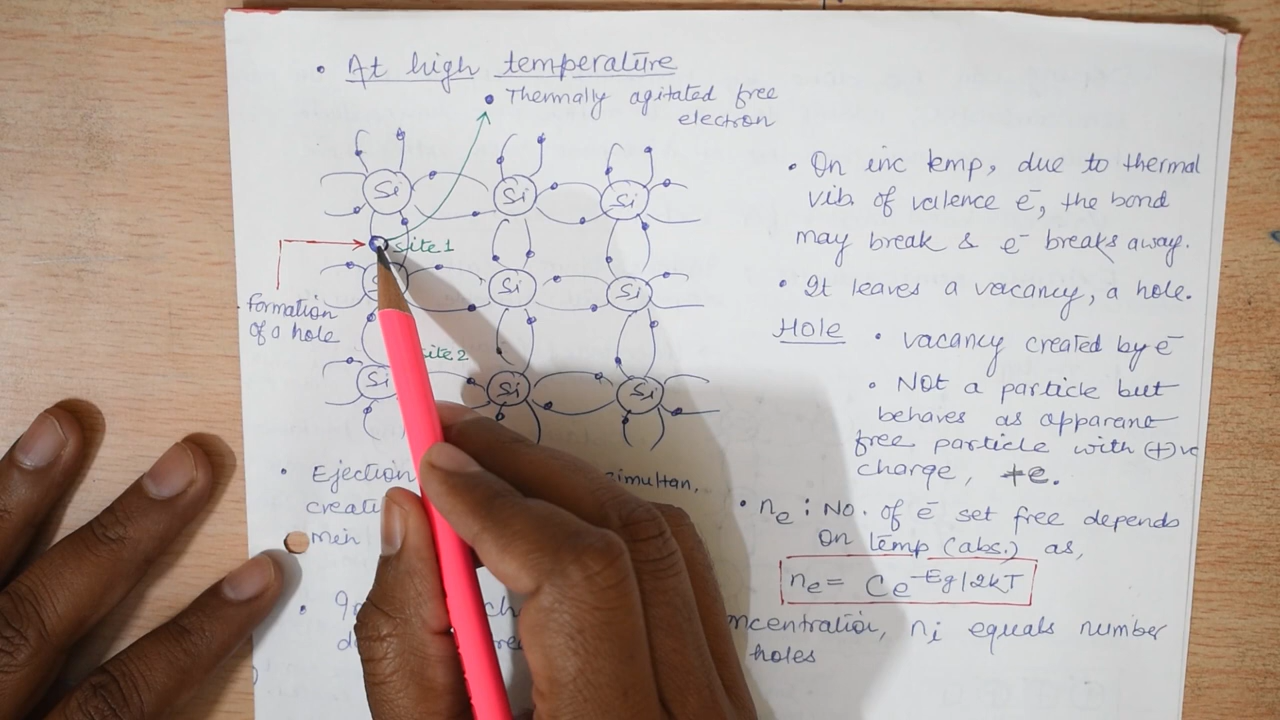 • At high temperature
• Thermally agitated free
electron
Si Si Si
site 1
Si Si
Formation
of a hole
site 2
Si Si Si
• Ejection
simultan,
• On inc temp, due to thermal
vib. of valence e⁻, the bond
may break & e⁻ breaks away.
• It leaves a vacancy, a hole.
Hole • vacancy created by e⁻
• Not a particle but
behaves as apparent
free particle with (+)ve
charge, +e.
• nₑ : No. of e⁻ set free depends
on temp (abs.) as,
nₑ = Ce^-Eg/2kT
nᵢ equals number
holes